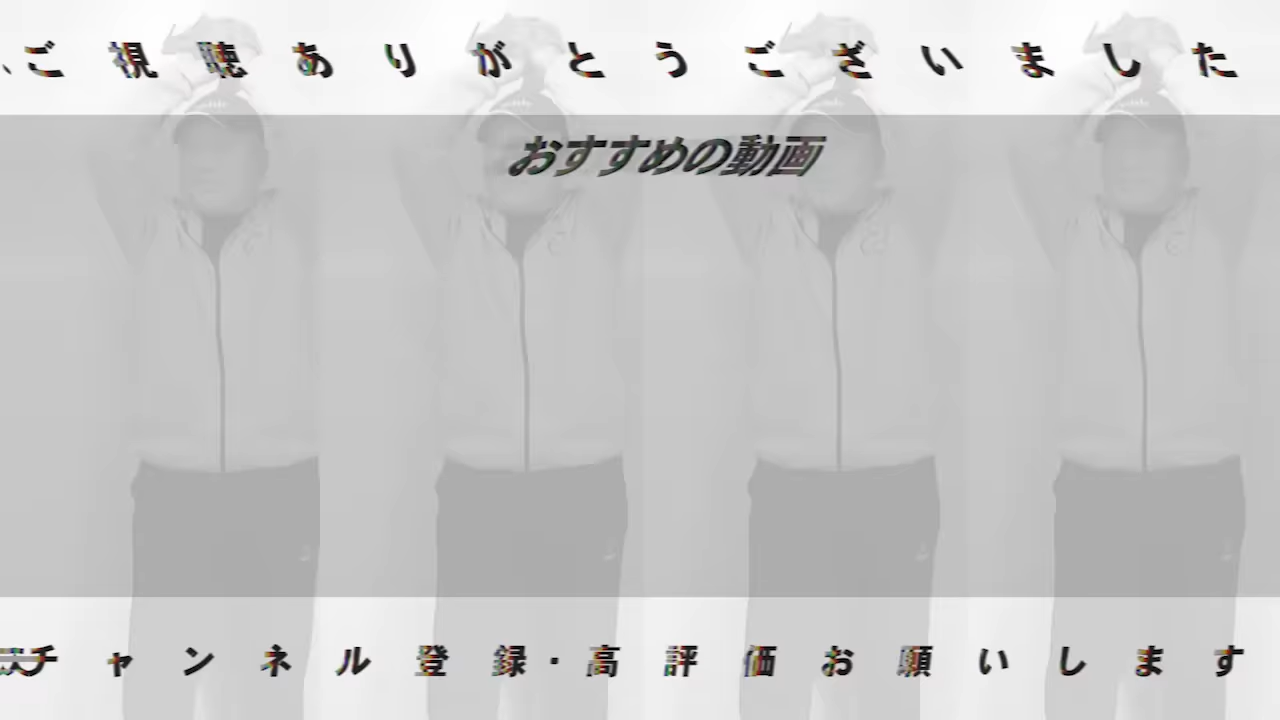 ご視聴ありがとうございました
おすすめの動画
チャンネル登録・高評価お願いします